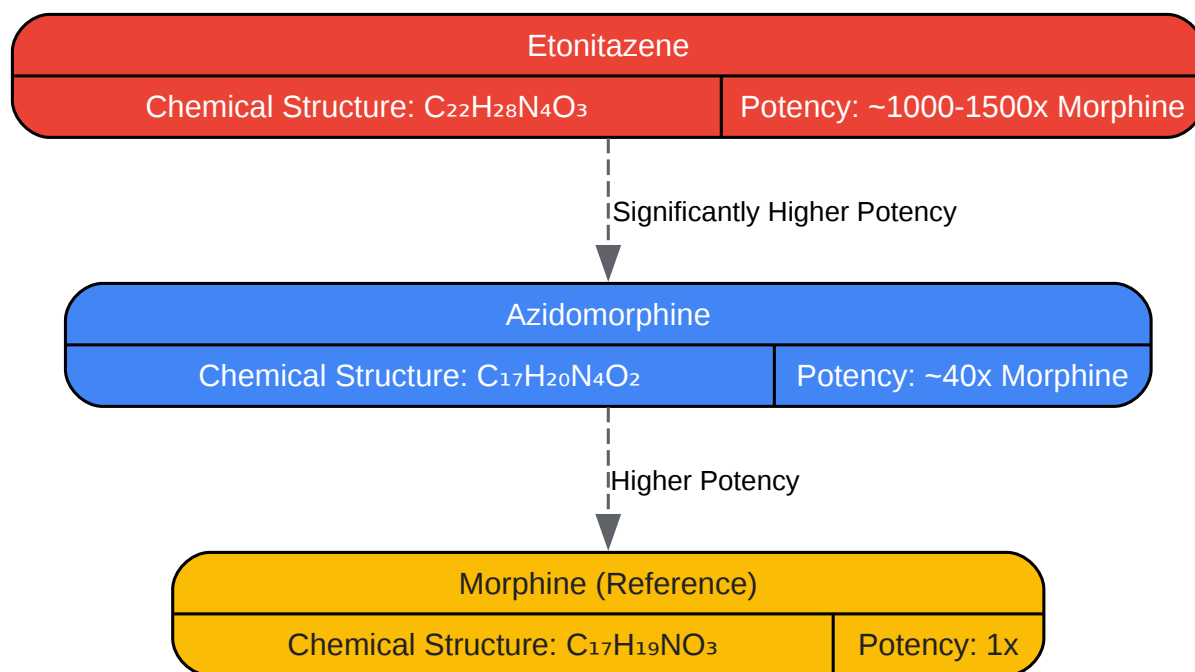 Etonitazene
Chemical Structure: C₂₂H₂₈N₄O₃
Potency: ~1000-1500x Morphine
Significantly Higher Potency
Azidomorphine
Chemical Structure: C₁₇H₂₀N₄O₂
Potency: ~40x Morphine
Higher Potency
Morphine (Reference)
Chemical Structure: C₁₇H₁₉NO₃
Potency: 1x